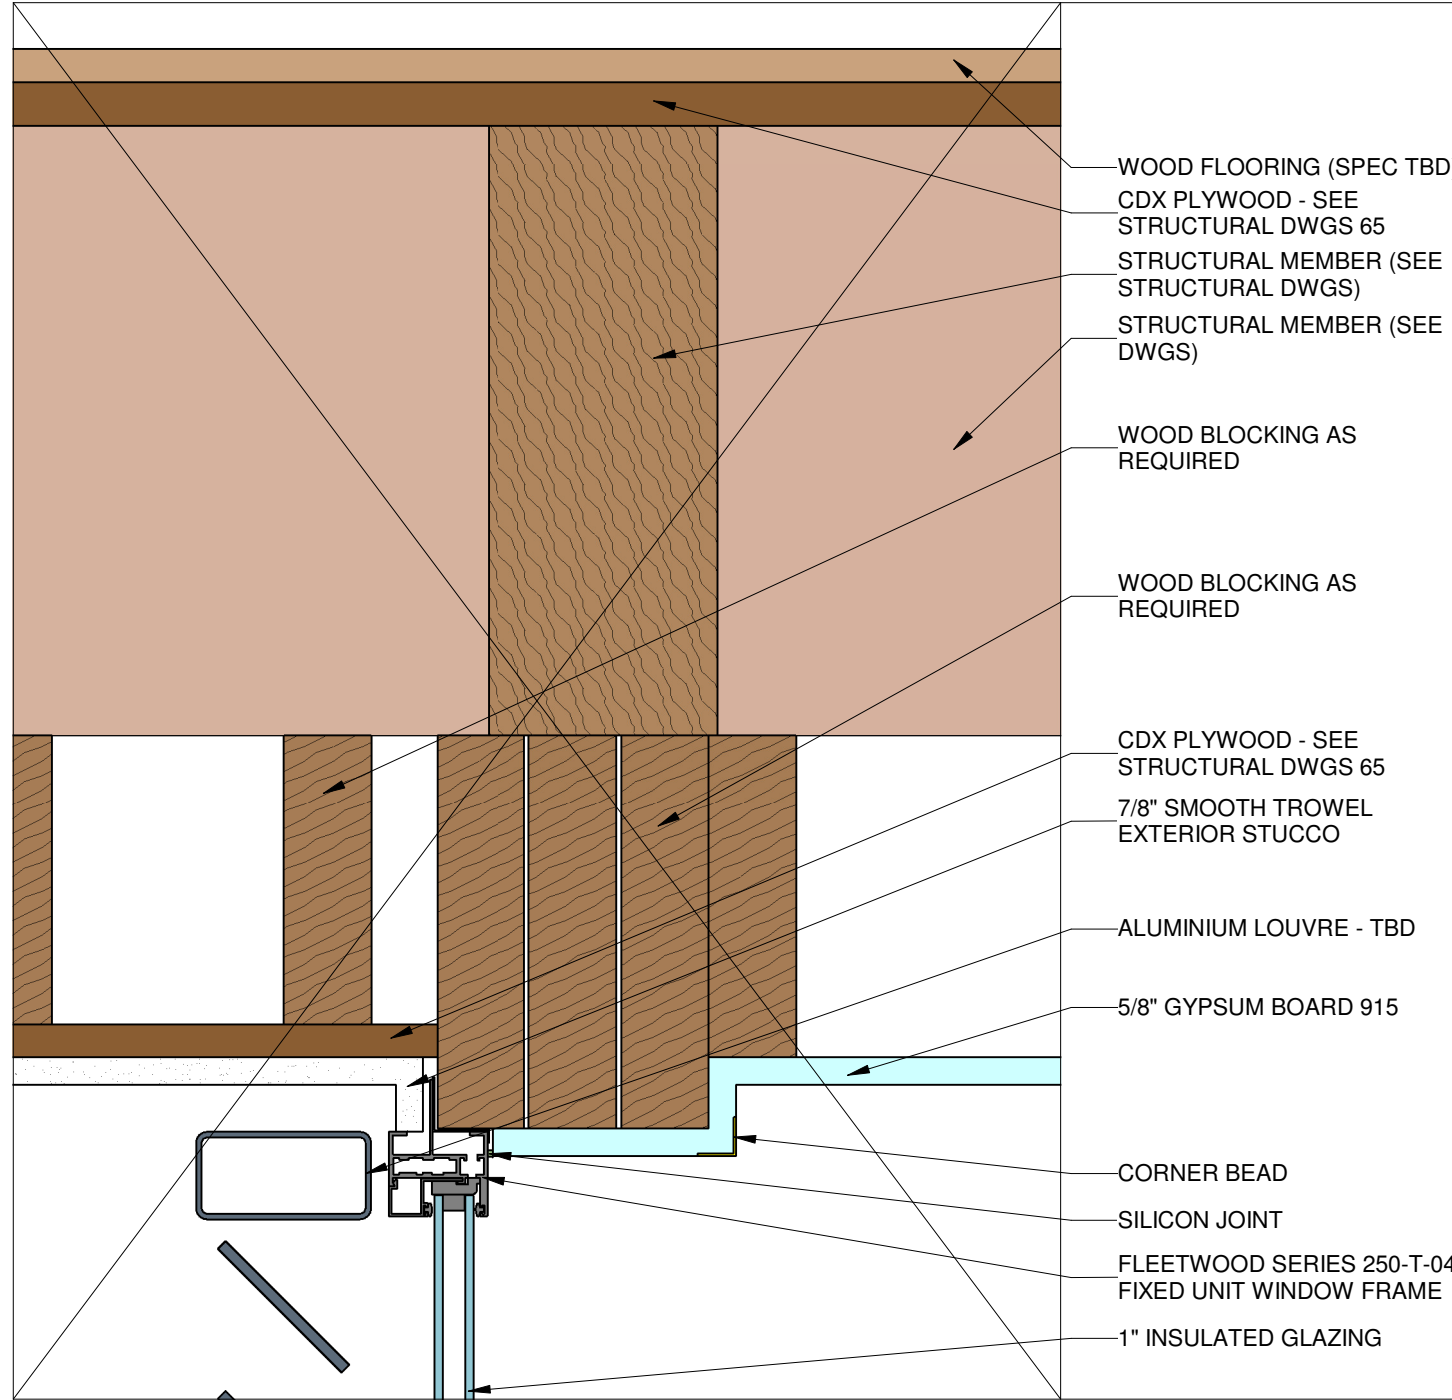 WOOD FLOORING (SPEC TBD
CDX PLYWOOD - SEE
STRUCTURAL DWGS 65
STRUCTURAL MEMBER (SEE
STRUCTURAL DWGS)
STRUCTURAL MEMBER (SEE
DWGS)
WOOD BLOCKING AS
REQUIRED
WOOD BLOCKING AS
REQUIRED
CDX PLYWOOD - SEE
STRUCTURAL DWGS 65
7/8" SMOOTH TROWEL
EXTERIOR STUCCO
ALUMINIUM LOUVRE - TBD
5/8" GYPSUM BOARD 915
CORNER BEAD
SILICON JOINT
FLEETWOOD SERIES 250-T-04
FIXED UNIT WINDOW FRAME
1" INSULATED GLAZING